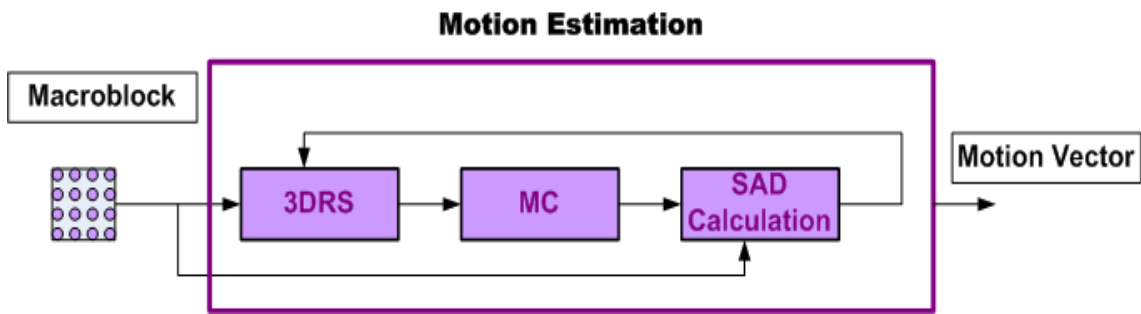 Motion Estimation
Macroblock
3DRS
MC
SAD
Calculation
Motion Vector